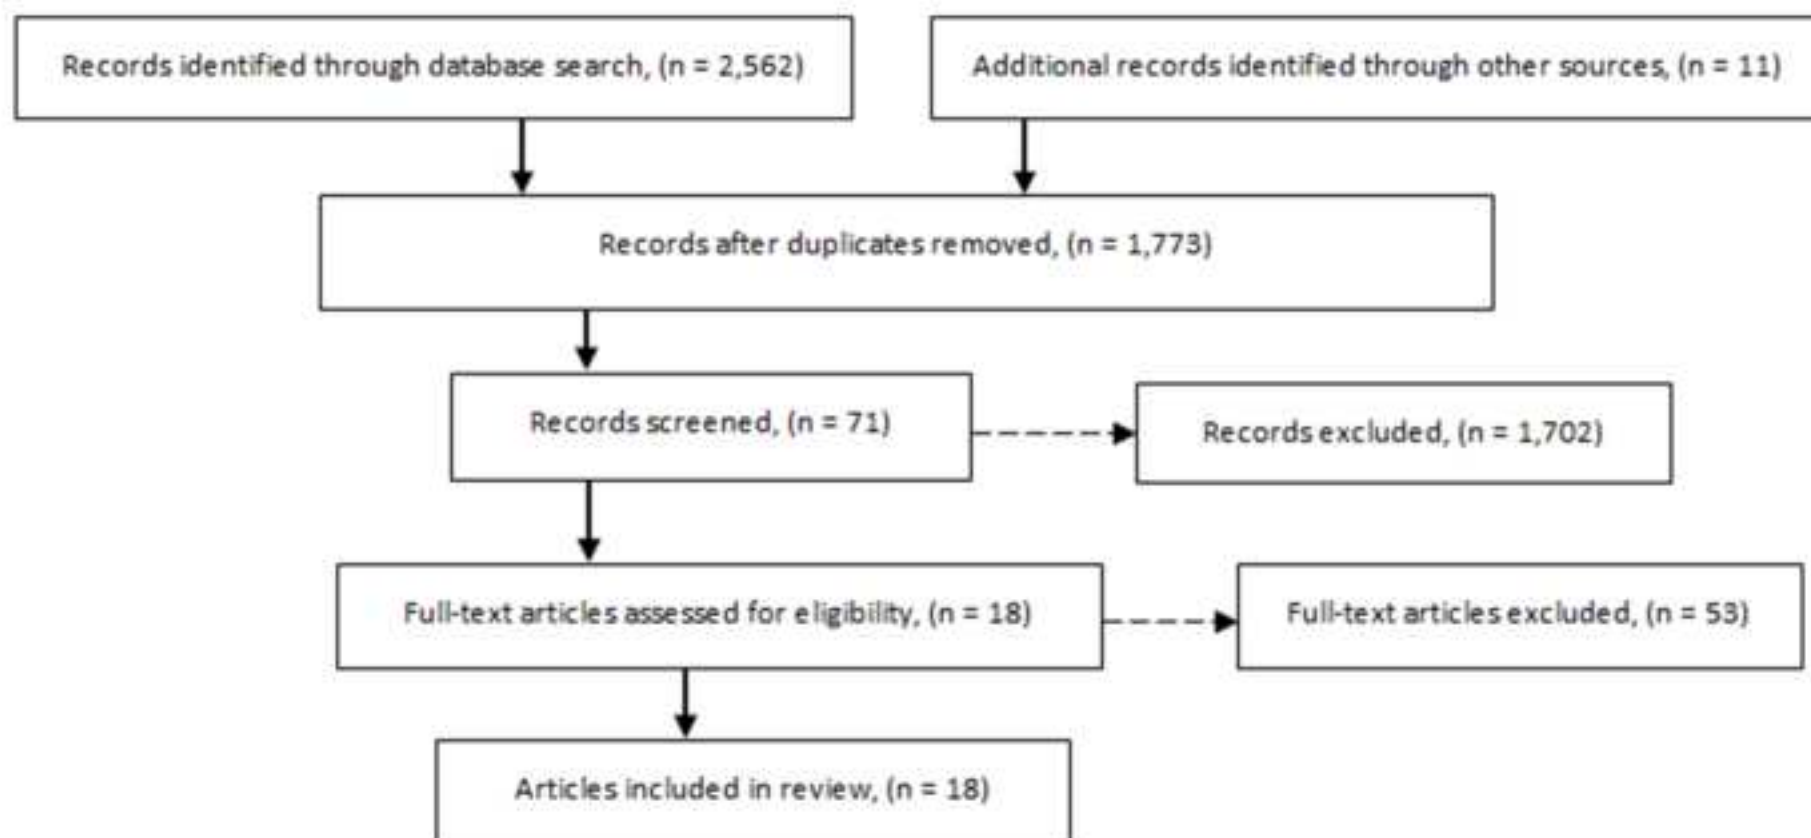 Records identified through database search, (n = 2,562)
Additional records identified through other sources, (n = 11)
Records after duplicates removed, (n = 1,773)
Records screened, (n = 71)
Records excluded, (n = 1,702)
Full-text articles assessed for eligibility, (n = 18)
Full-text articles excluded, (n = 53)
Articles included in review, (n = 18)